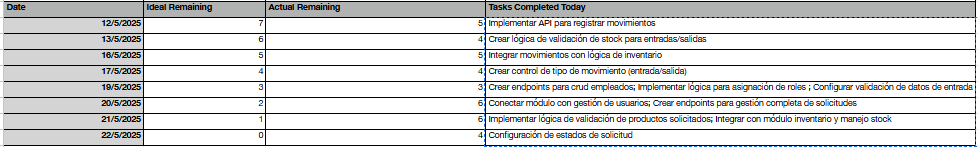 Date Ideal Remaining Actual Remaining Tasks Completed Today
12/5/2025 7 5 Implementar API para registrar movimientos
13/5/2025 6 4 Crear lógica de validación de stock para entradas/salidas
16/5/2025 5 5 Integrar movimientos con lógica de inventario
17/5/2025 4 4 Crear control de tipo de movimiento (entrada/salida)
19/5/2025 3 3 Crear endpoints para crud empleados; Implementar lógica para asignación de roles ; Configurar validación de datos de entrada
20/5/2025 2 6 Conectar módulo con gestión de usuarios; Crear endpoints para gestión completa de solicitudes
21/5/2025 1 6 Implementar lógica de validación de productos solicitados; Integrar con módulo inventario y manejo stock
22/5/2025 0 4 Configuración de estados de solicitud